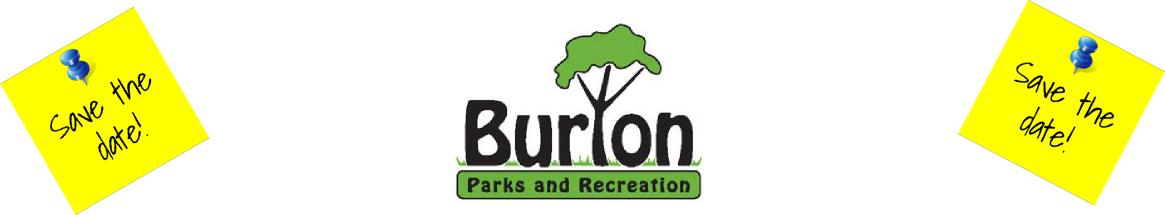 Save the
date!
Burton
Parks and Recreation
Save the
date!